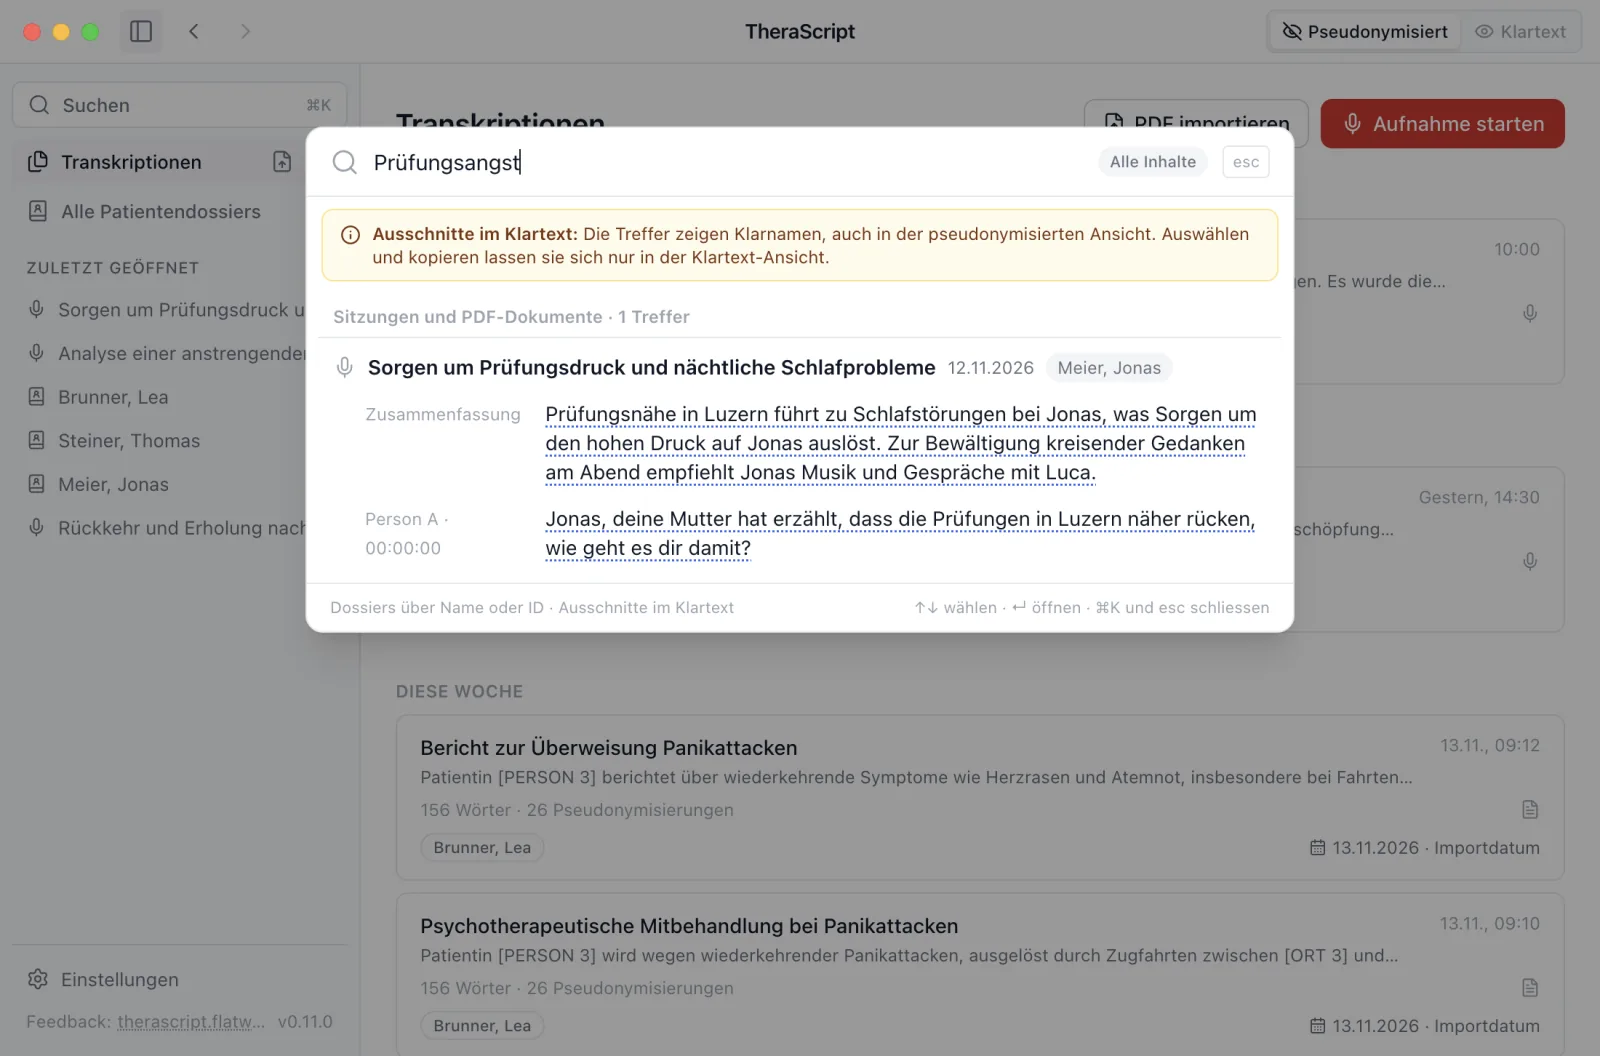 TheraScript
Pseudonymisiert
Klartext
Suchen ⌘K
Transkriptionen
Alle Patientendossiers
ZULETZT GEÖFFNET
Sorgen um Prüfungsdruck u
Analyse einer anstrengende
Brunner, Lea
Steiner, Thomas
Meier, Jonas
Rückkehr und Erholung nach
Einstellungen
Feedback: therascript.flatw... v0.11.0
Transkriptionen
PDF importieren
Aufnahme starten
Prüfungsangst
Alle Inhalte
esc
Ausschnitte im Klartext: Die Treffer zeigen Klarnamen, auch in der pseudonymisierten Ansicht. Auswählen
und kopieren lassen sie sich nur in der Klartext-Ansicht.
Sitzungen und PDF-Dokumente · 1 Treffer
Sorgen um Prüfungsdruck und nächtliche Schlafprobleme 12.11.2026 Meier, Jonas
Zusammenfassung
Prüfungsnähe in Luzern führt zu Schlafstörungen bei Jonas, was Sorgen um
den hohen Druck auf Jonas auslöst. Zur Bewältigung kreisender Gedanken
am Abend empfiehlt Jonas Musik und Gespräche mit Luca.
Person A ·
00:00:00
Jonas, deine Mutter hat erzählt, dass die Prüfungen in Luzern näher rücken,
wie geht es dir damit?
Dossiers über Name oder ID · Ausschnitte im Klartext
↑↓ wählen · ↵ öffnen · ⌘K und esc schliessen
10:00
en. Es wurde die...
Gestern, 14:30
schöpfung...
DIESE WOCHE
Bericht zur Überweisung Panikattacken
13.11., 09:12
Patientin [PERSON 3] berichtet über wiederkehrende Symptome wie Herzrasen und Atemnot, insbesondere bei Fahrten...
156 Wörter · 26 Pseudonymisierungen
Brunner, Lea
13.11.2026 · Importdatum
Psychotherapeutische Mitbehandlung bei Panikattacken
13.11., 09:10
Patientin [PERSON 3] wird wegen wiederkehrender Panikattacken, ausgelöst durch Zugfahrten zwischen [ORT 3] und...
156 Wörter · 26 Pseudonymisierungen
Brunner, Lea
13.11.2026 · Importdatum